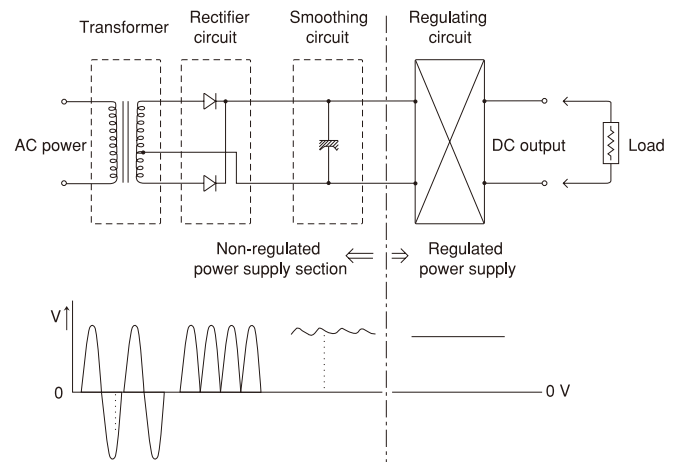 Transformer
Rectifier
circuit
Smoothing
circuit
Regulating
circuit
AC power
DC output
Load
Non-regulated
power supply section
Regulated
power supply
V
0
0 V